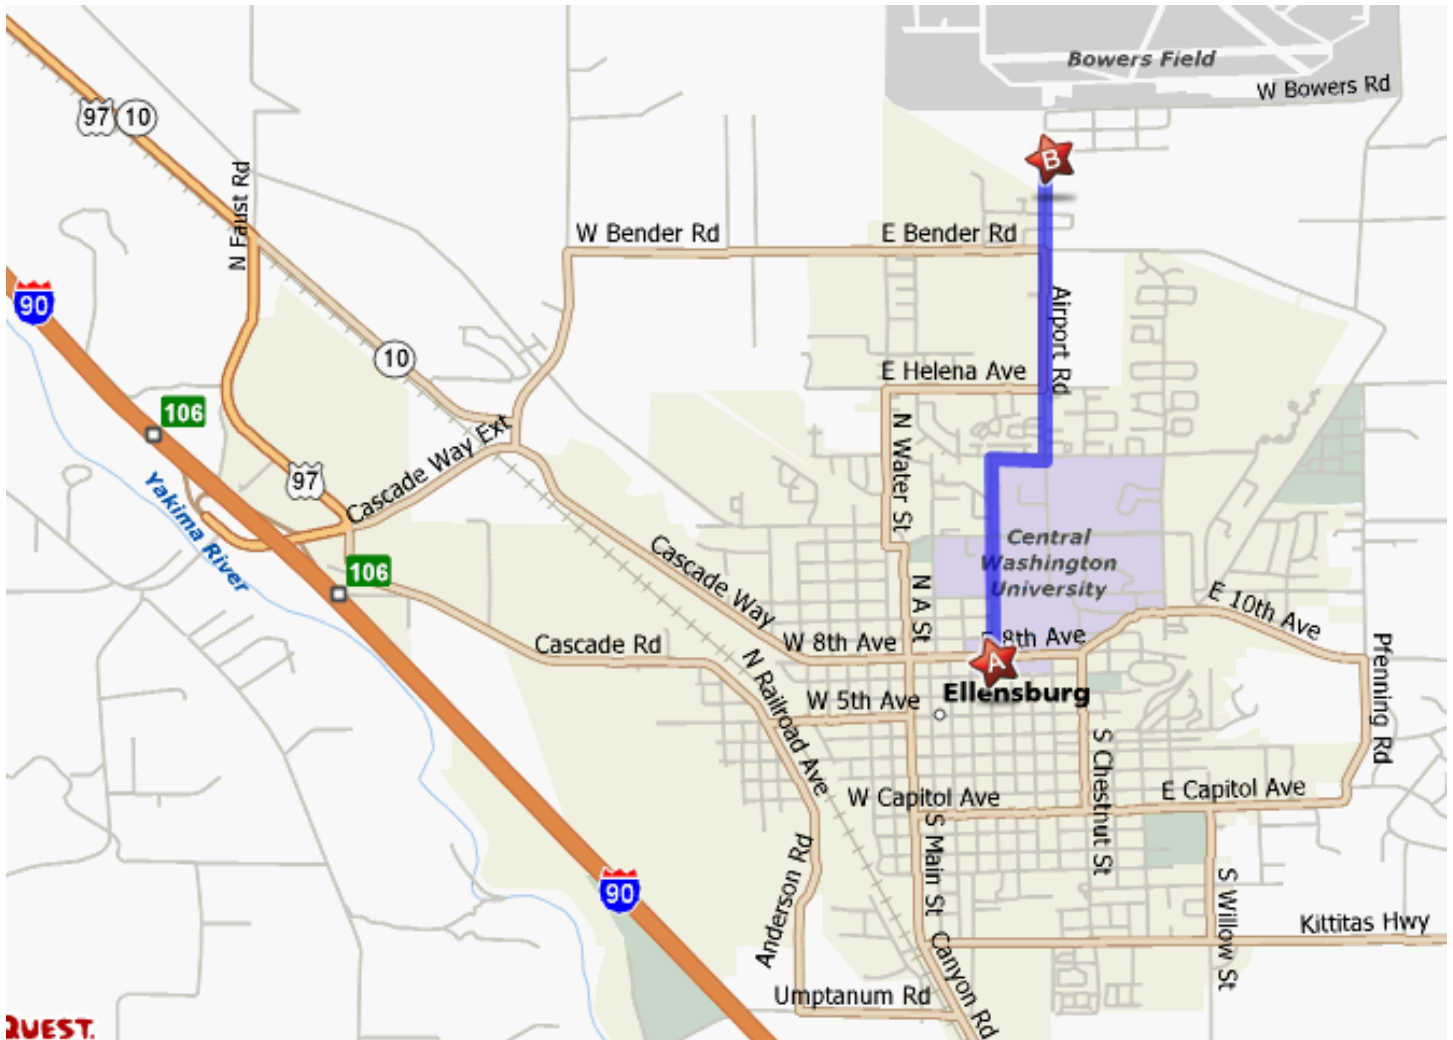 Bowers Field
W Bowers Rd
97
10
B
N Faust Rd
W Bender Rd
E Bender Rd
90
Airport Rd
10
E Helena Ave
106
N Water St
Cascade Way Ext
97
Yakima River
Central
Washington
University
Cascade Way
106
N A St
E 10th Ave
W 8th Ave
8th Ave
A
Cascade Rd
Pfenning Rd
N Railroad Ave
Ellensburg
W 5th Ave
S Chestnut St
W Capitol Ave
E Capitol Ave
S Main St
Anderson Rd
90
S Willow St
Kittitas Hwy
Canyon Rd
Umptanum Rd
QUEST.